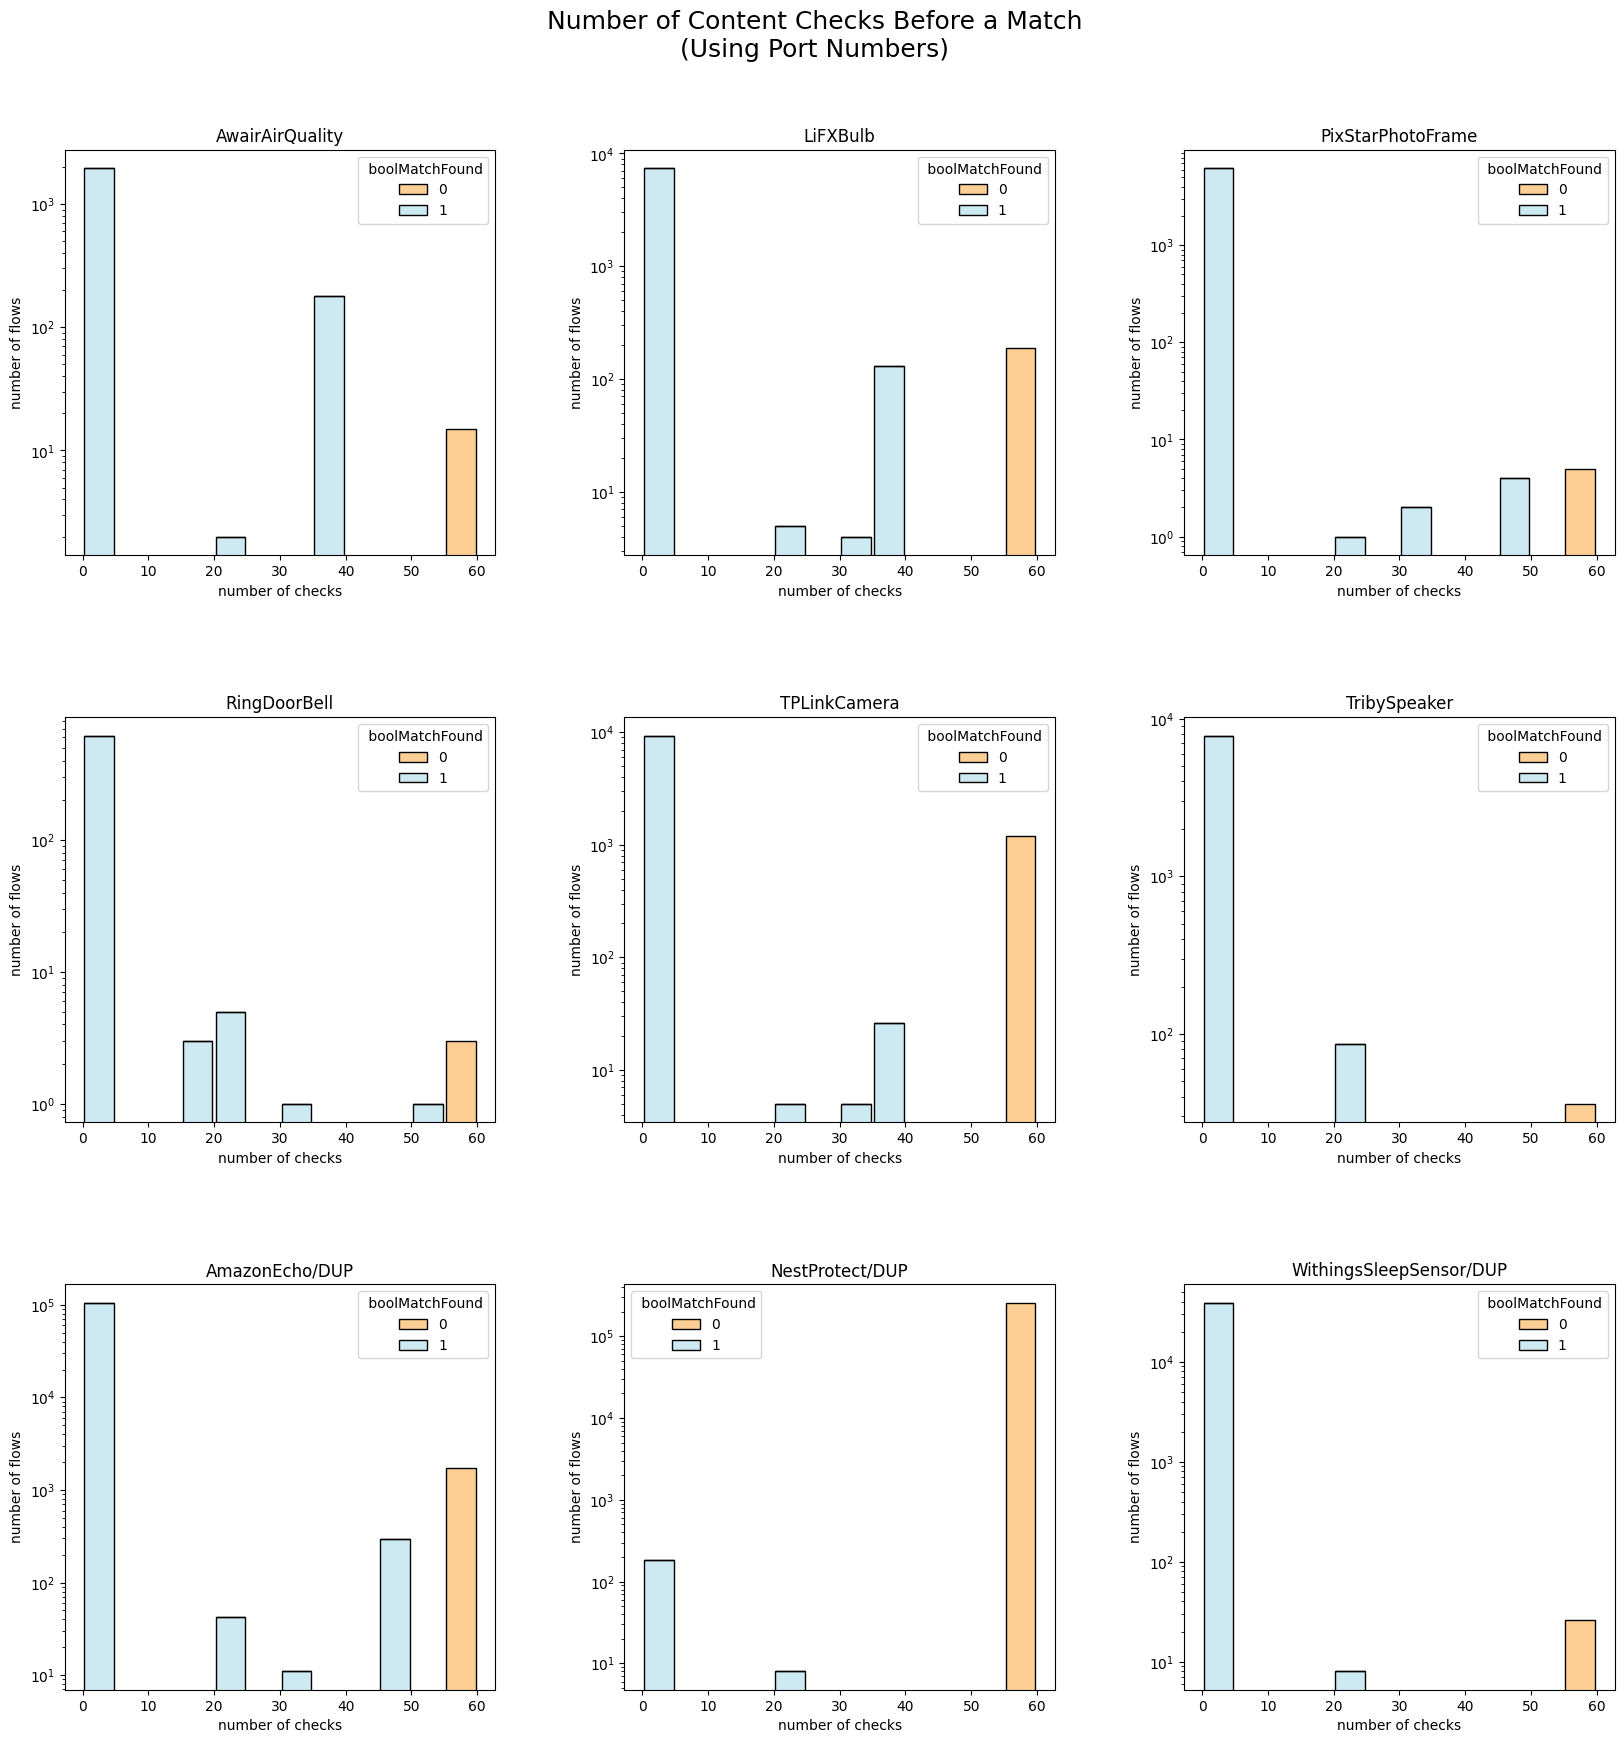 Number of Content Checks Before a Match
(Using Port Numbers)
AwairAirQuality
number of flows
10³
10²
10¹
boolMatchFound
0
1
0 10 20 30 40 50 60
number of checks
LiFXBulb
number of flows
10⁴
10³
10²
10¹
boolMatchFound
0
1
0 10 20 30 40 50 60
number of checks
PixStarPhotoFrame
number of flows
10³
10²
10¹
10⁰
boolMatchFound
0
1
0 10 20 30 40 50 60
number of checks
RingDoorBell
number of flows
10²
10¹
10⁰
boolMatchFound
0
1
0 10 20 30 40 50 60
number of checks
TPLinkCamera
number of flows
10⁴
10³
10²
10¹
boolMatchFound
0
1
0 10 20 30 40 50 60
number of checks
TribySpeaker
number of flows
10⁴
10³
10²
boolMatchFound
0
1
0 10 20 30 40 50 60
number of checks
AmazonEcho/DUP
number of flows
10⁵
10⁴
10³
10²
10¹
boolMatchFound
0
1
0 10 20 30 40 50 60
number of checks
NestProtect/DUP
number of flows
10⁵
10⁴
10³
10²
10¹
boolMatchFound
0
1
0 10 20 30 40 50 60
number of checks
WithingsSleepSensor/DUP
number of flows
10⁴
10³
10²
10¹
boolMatchFound
0
1
0 10 20 30 40 50 60
number of checks